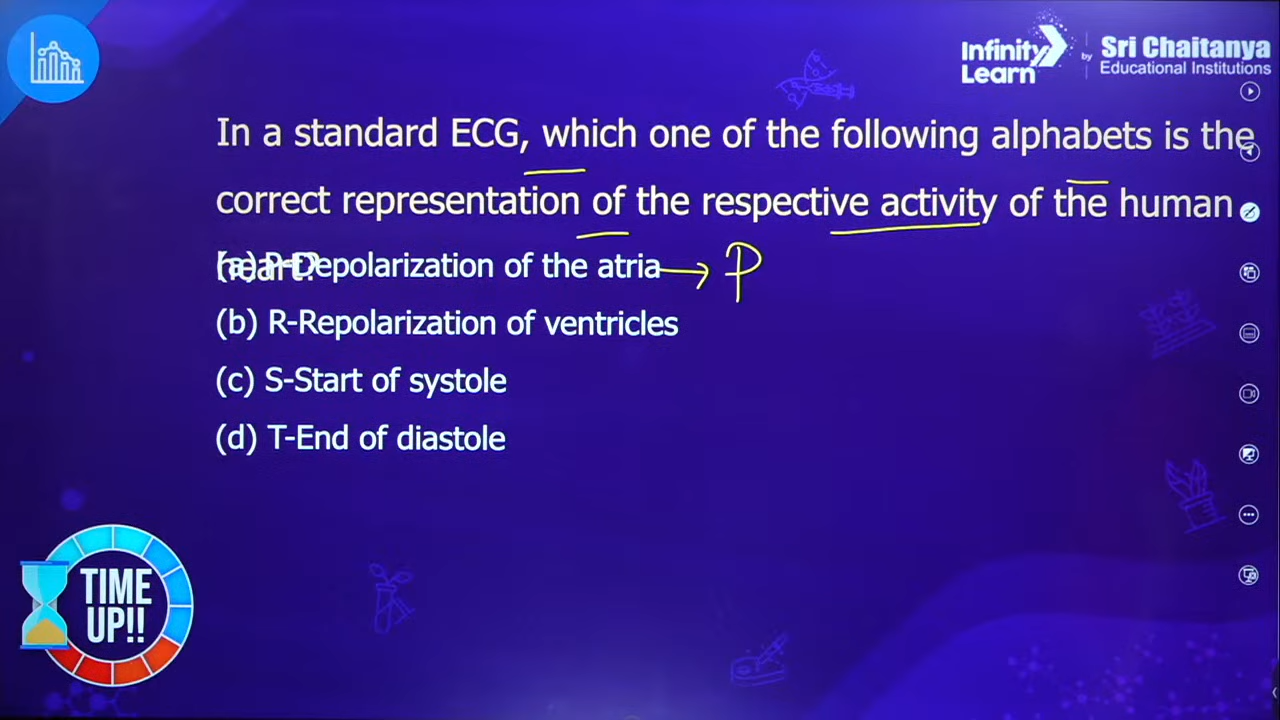 Infinity Learn by Sri Chaitanya Educational Institutions
In a standard ECG, which one of the following alphabets is the
correct representation of the respective activity of the human
heart?
(a) P-Depolarization of the atria → P
(b) R-Repolarization of ventricles
(c) S-Start of systole
(d) T-End of diastole
TIME
UP!!